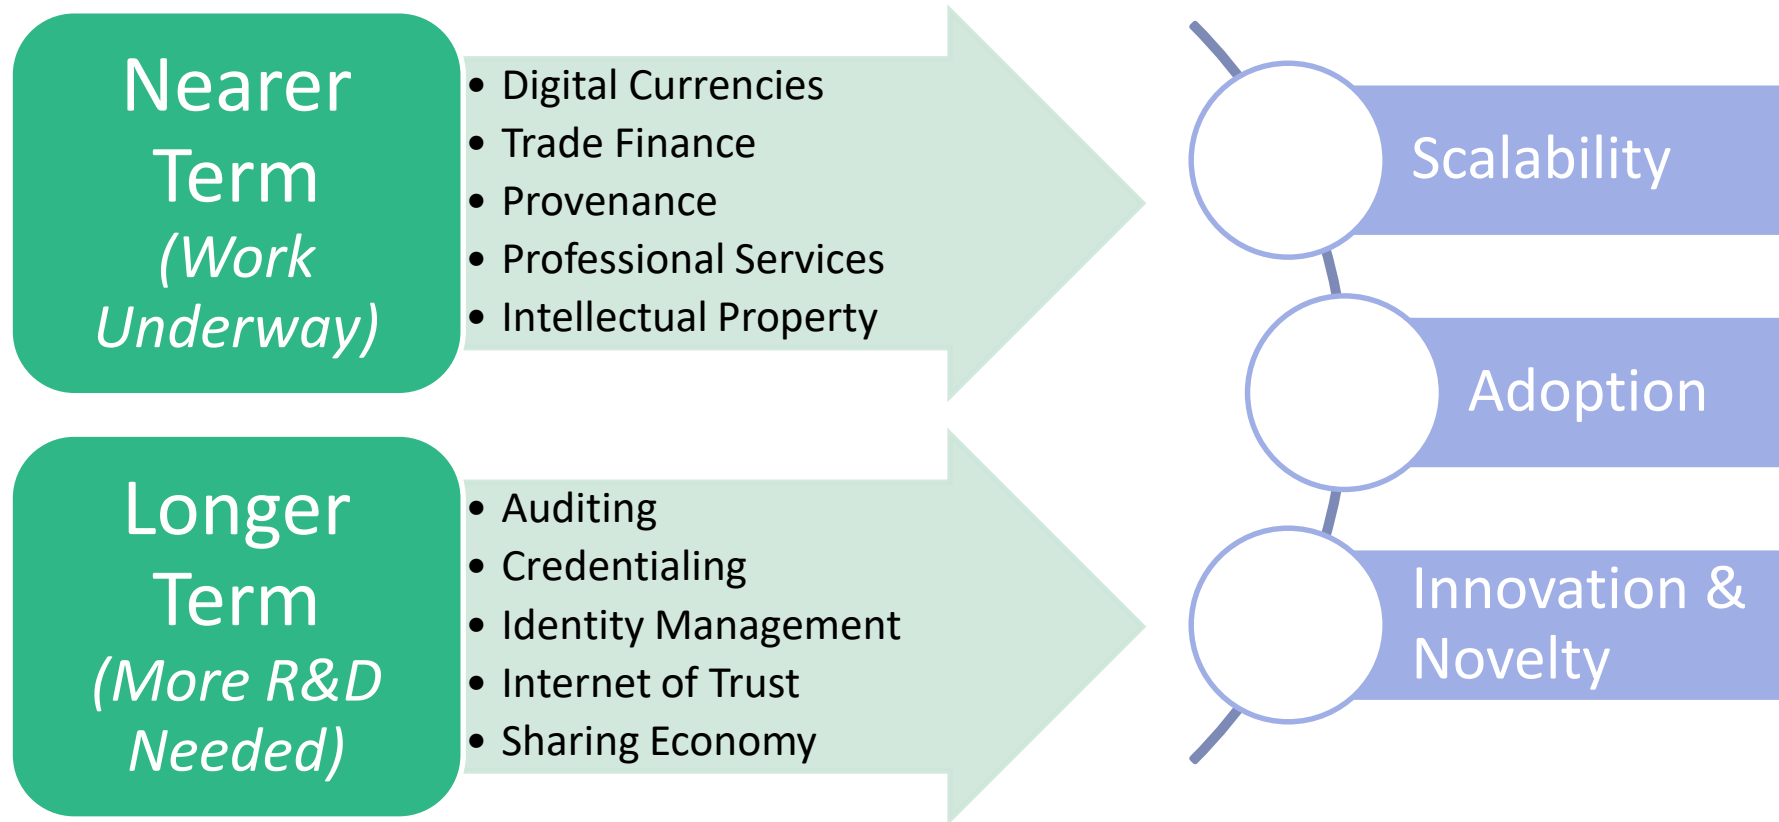 Nearer
Term
(Work
Underway)
• Digital Currencies
• Trade Finance
• Provenance
• Professional Services
• Intellectual Property
Longer
Term
(More R&D
Needed)
• Auditing
• Credentialing
• Identity Management
• Internet of Trust
• Sharing Economy
Scalability
Adoption
Innovation &
Novelty